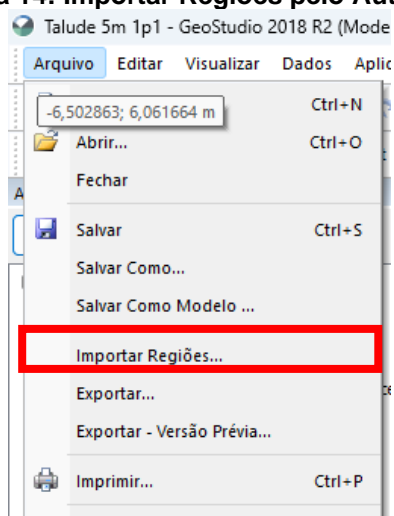 14: Importar Regiões pelo
Talude 5m 1p1 - GeoStudio 2018 R2 (Mode
Arquivo Editar Visualizar Dados
-6,502863; 6,061664 m Ctrl+N
Abrir... Ctrl+O
Fechar
Salvar Ctrl+S
Salvar Como...
Salvar Como Modelo ...
Importar Regiões...
Exportar...
Exportar - Versão Prévia...
Imprimir... Ctrl+P